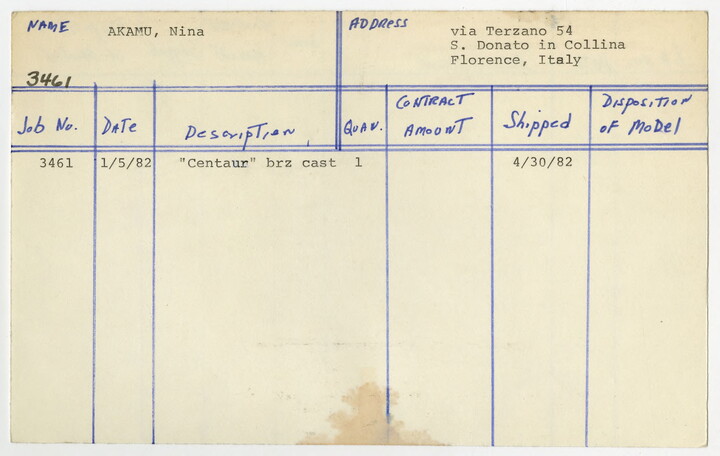 NAME AKAMU, Nina ADDRESS via Terzano 54
S. Donato in Collina
Florence, Italy
3461
Job No. DATE Description QUAN. CONTRACT AMOUNT Shipped DISPOSITION OF MODEL
3461 1/5/82 "Centaur" brz cast 1 4/30/82